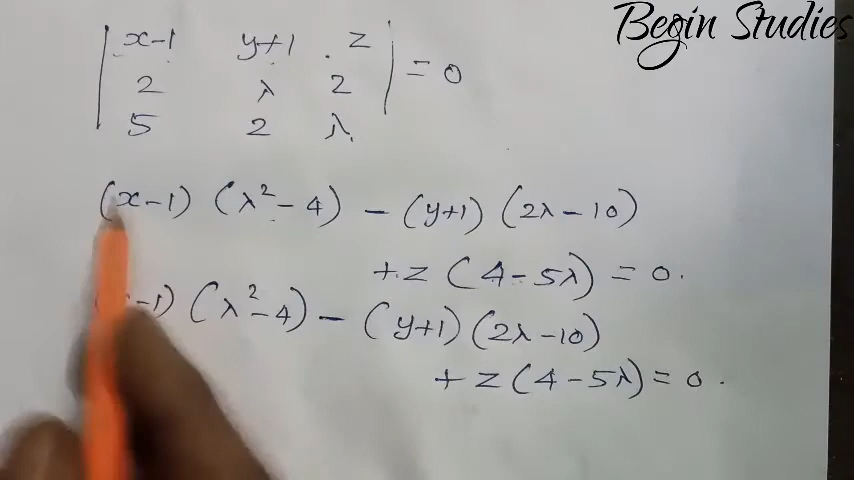 Begin Studies
| x-1 y+1 z |
| 2 λ 2 | = 0
| 5 2 λ |
(x-1) (λ² - 4) - (y+1) (2λ - 10)
+ z (4 - 5λ) = 0.
-1) (λ² - 4) - (y+1) (2λ - 10)
+ z (4 - 5λ) = 0.